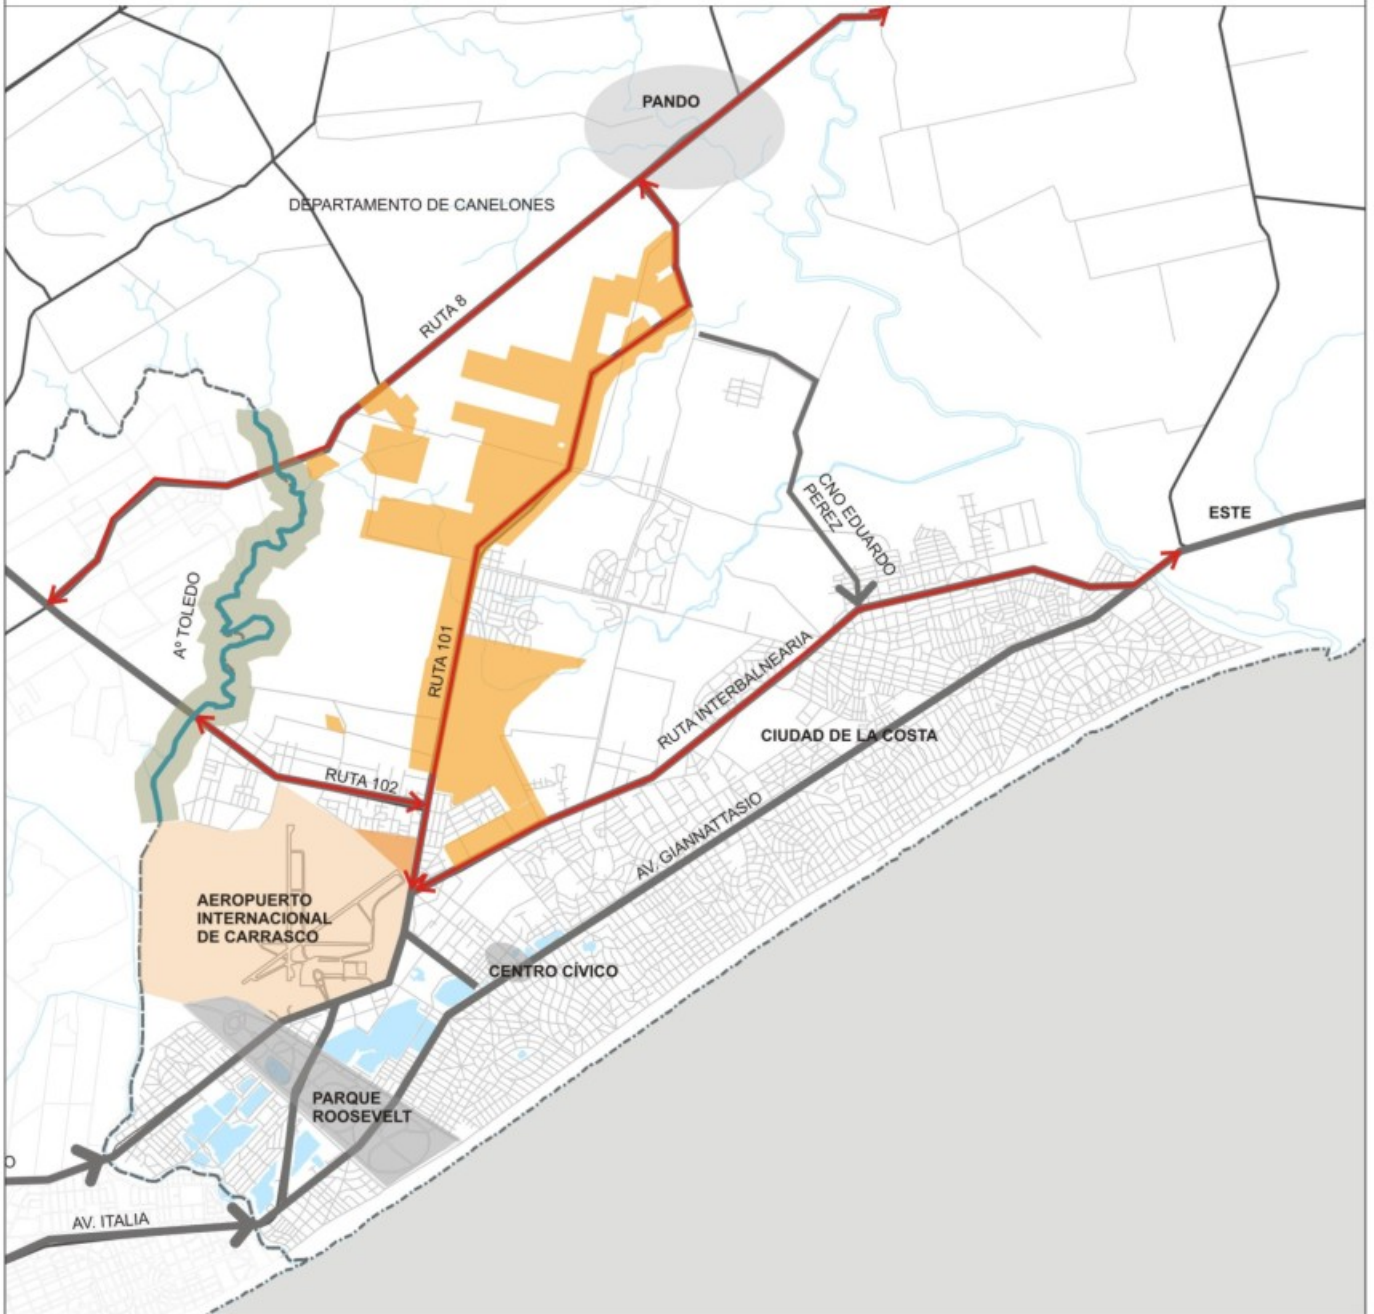 PANDO
DEPARTAMENTO DE CANELONES
RUTA 8
CNO EDUARDO
PEREZ
ESTE
Aº TOLEDO
RUTA 101
RUTA INTERBALNEARIA
CIUDAD DE LA COSTA
RUTA 102
AV. GIANNATTASIO
AEROPUERTO
INTERNACIONAL
DE CARRASCO
CENTRO CÍVICO
PARQUE
ROOSEVELT
O
AV. ITALIA